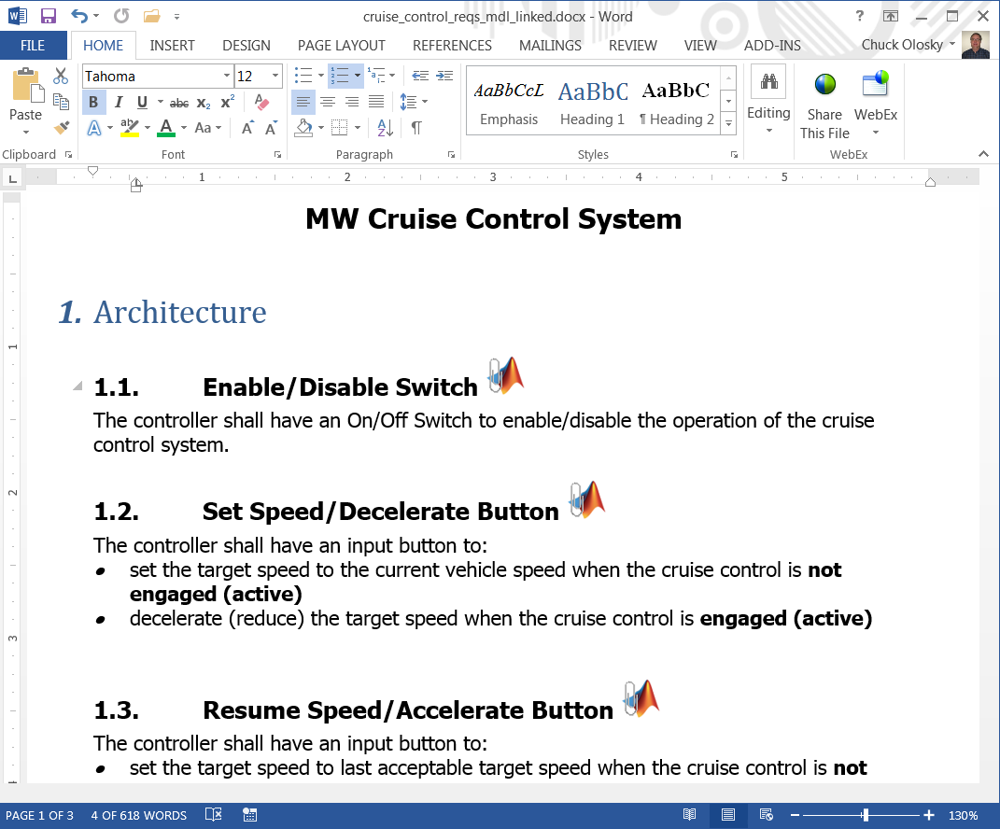 cruise_control_reqs_mdl_linked.docx - Word
?
FILE HOME INSERT DESIGN PAGE LAYOUT REFERENCES MAILINGS REVIEW VIEW ADD-INS Chuck Olosky
Tahoma 12
B I U abc X₂ X²
A ab A Aa A A
Paste
AaBbCcL AaBbC AaBbC
Emphasis Heading 1 ¶ Heading 2
Editing
Share This File
WebEx
Clipboard Font Paragraph Styles WebEx
L 1 2 3 4 5
MW Cruise Control System
1. Architecture
1.1. Enable/Disable Switch
The controller shall have an On/Off Switch to enable/disable the operation of the cruise
control system.
1.2. Set Speed/Decelerate Button
The controller shall have an input button to:
• set the target speed to the current vehicle speed when the cruise control is not
engaged (active)
• decelerate (reduce) the target speed when the cruise control is engaged (active)
1.3. Resume Speed/Accelerate Button
The controller shall have an input button to:
• set the target speed to last acceptable target speed when the cruise control is not
1
2
3
PAGE 1 OF 3 4 OF 618 WORDS 130%